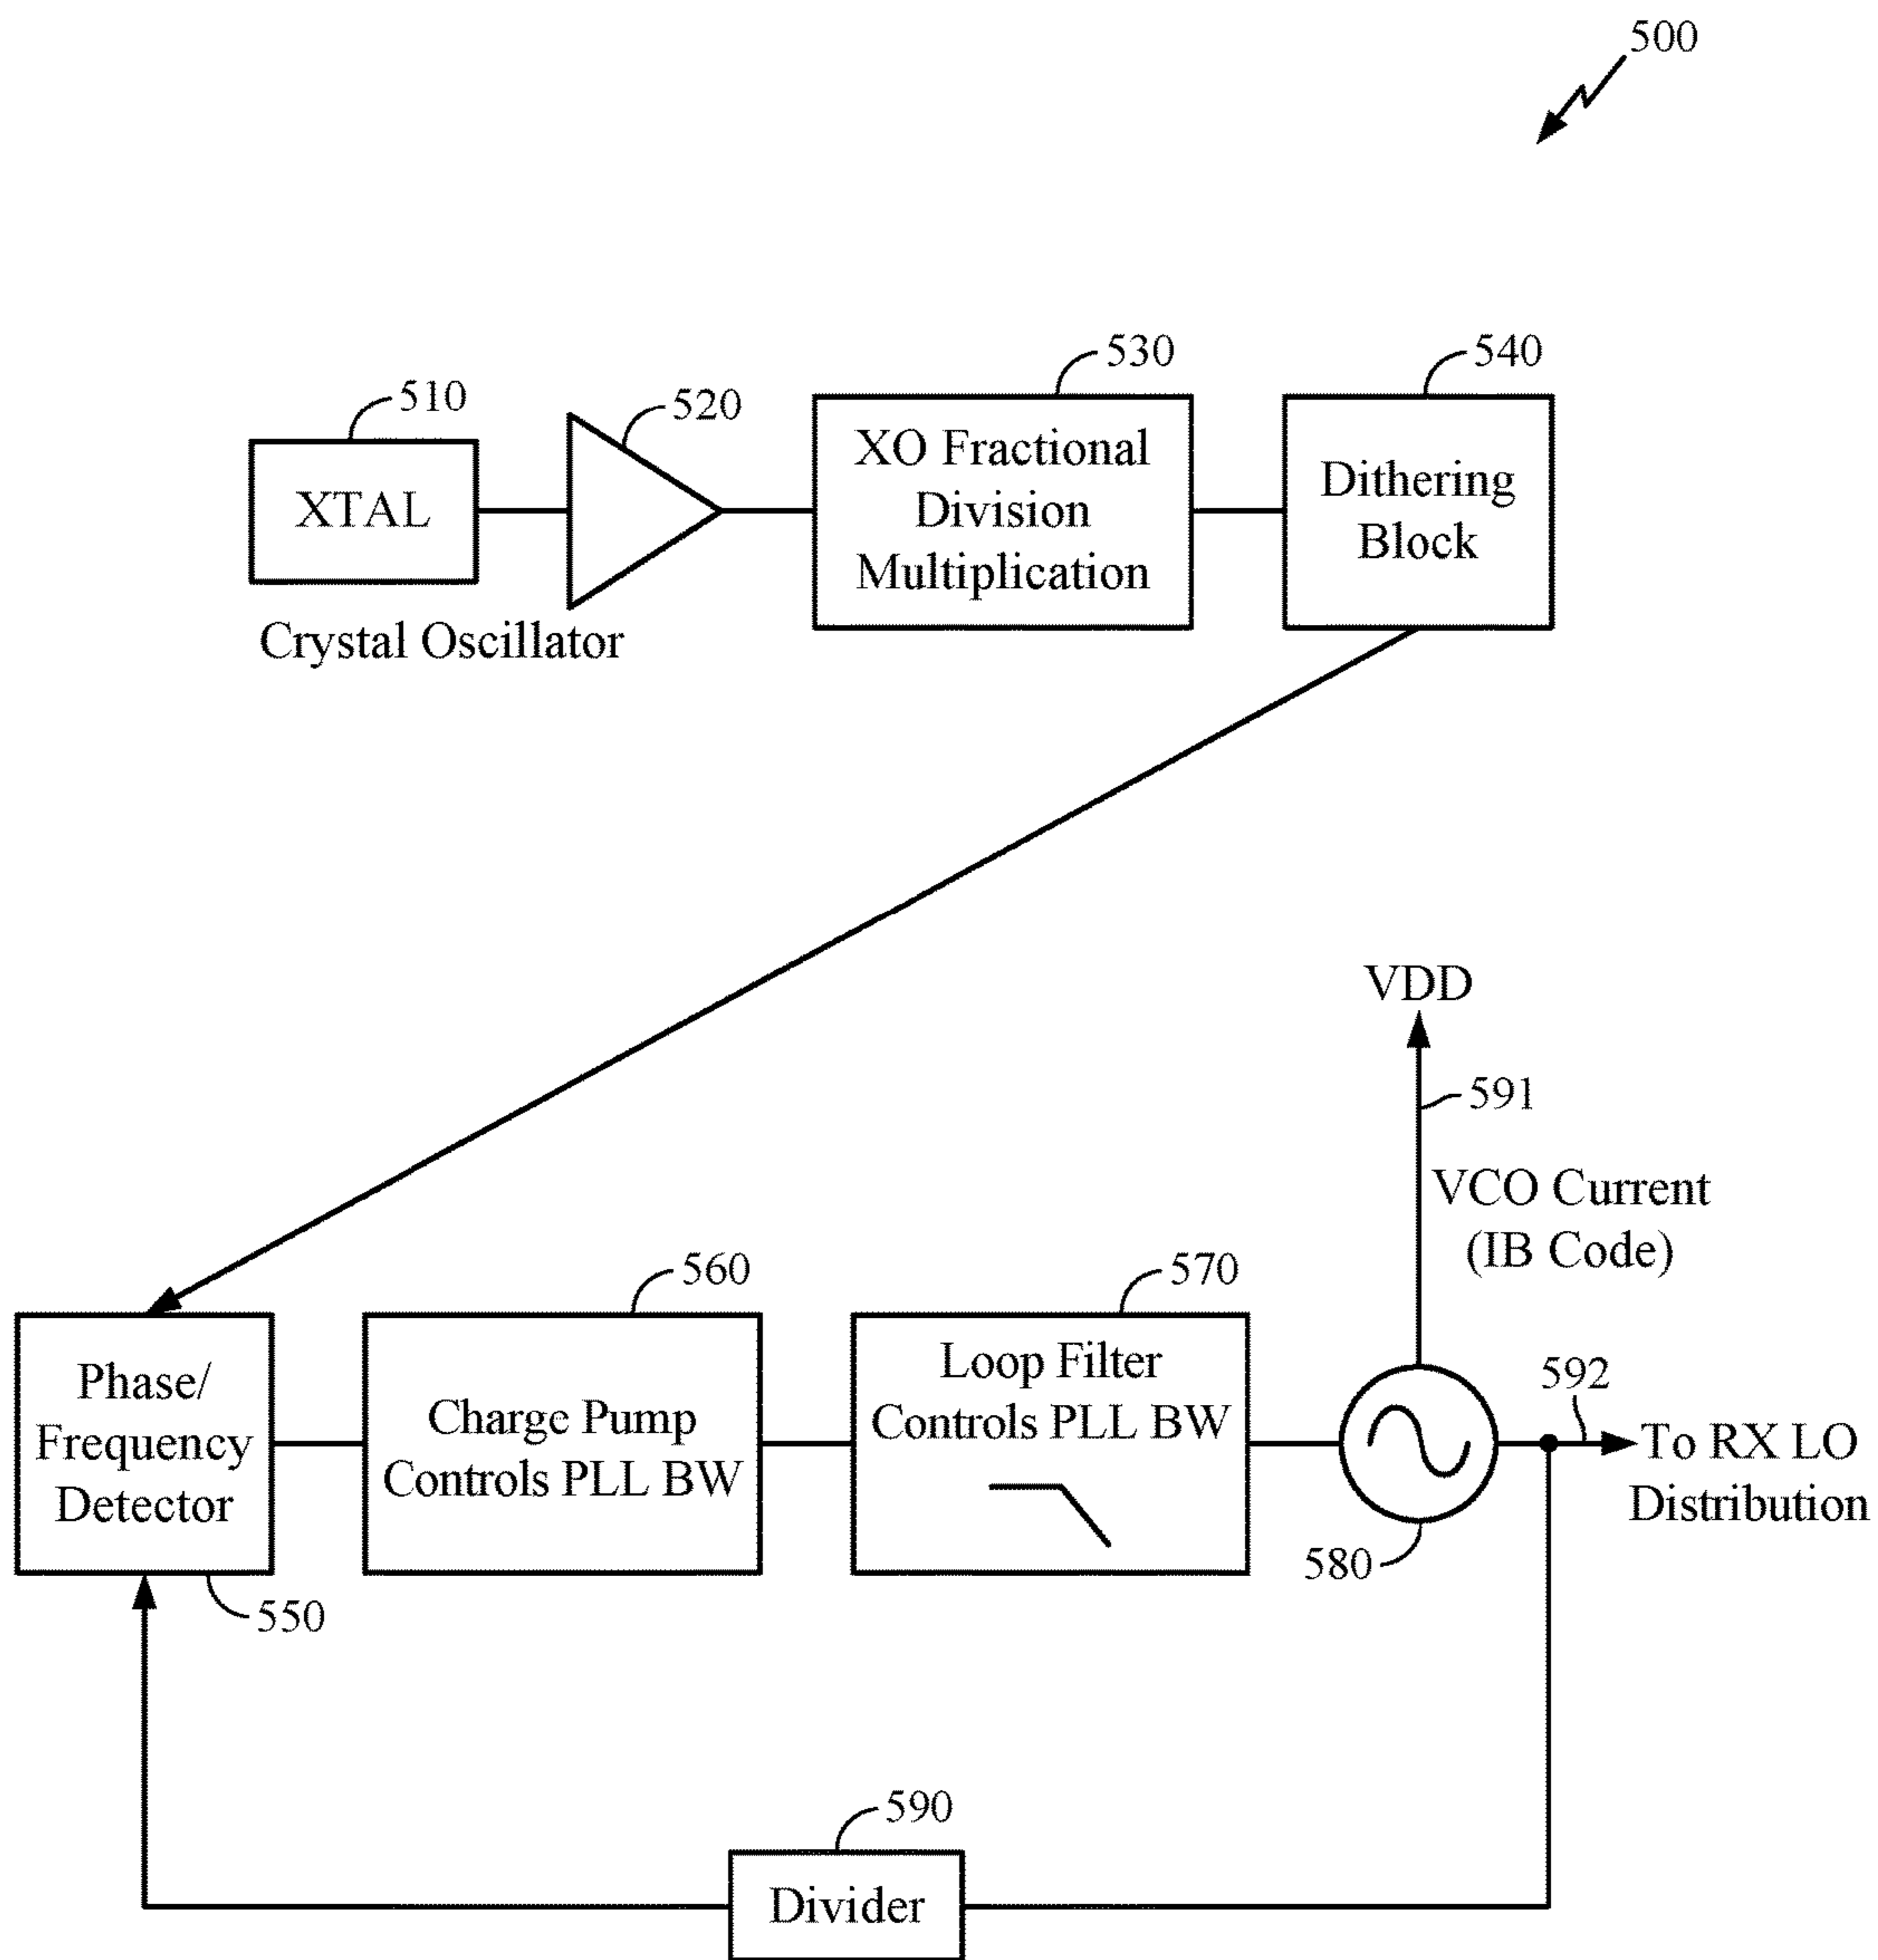 500
510
520
530
540
XTAL
XO Fractional
Division
Multiplication
Dithering
Block
Crystal Oscillator
VDD
591
VCO Current
(IB Code)
560
570
592
Phase/
Frequency
Detector
Charge Pump
Controls PLL BW
Loop Filter
Controls PLL BW
To RX LO
Distribution
580
550
590
Divider